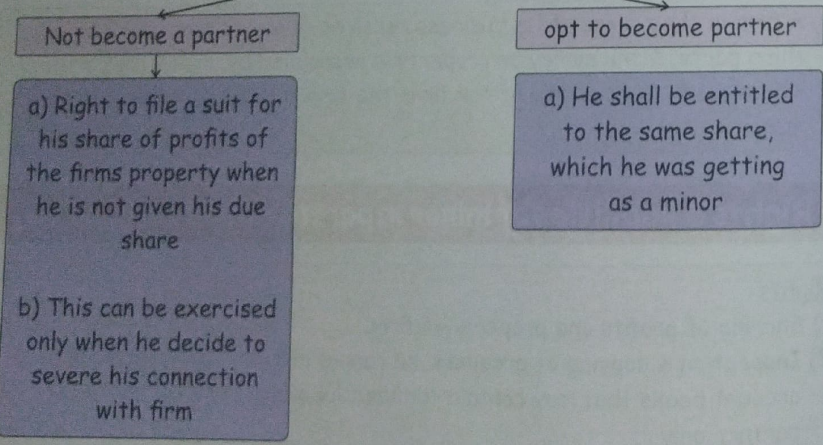 Not become a partner
a) Right to file a suit for
his share of profits of
the firms property when
he is not given his due
share
b) This can be exercised
only when he decide to
severe his connection
with firm
opt to become partner
a) He shall be entitled
to the same share,
which he was getting
as a minor